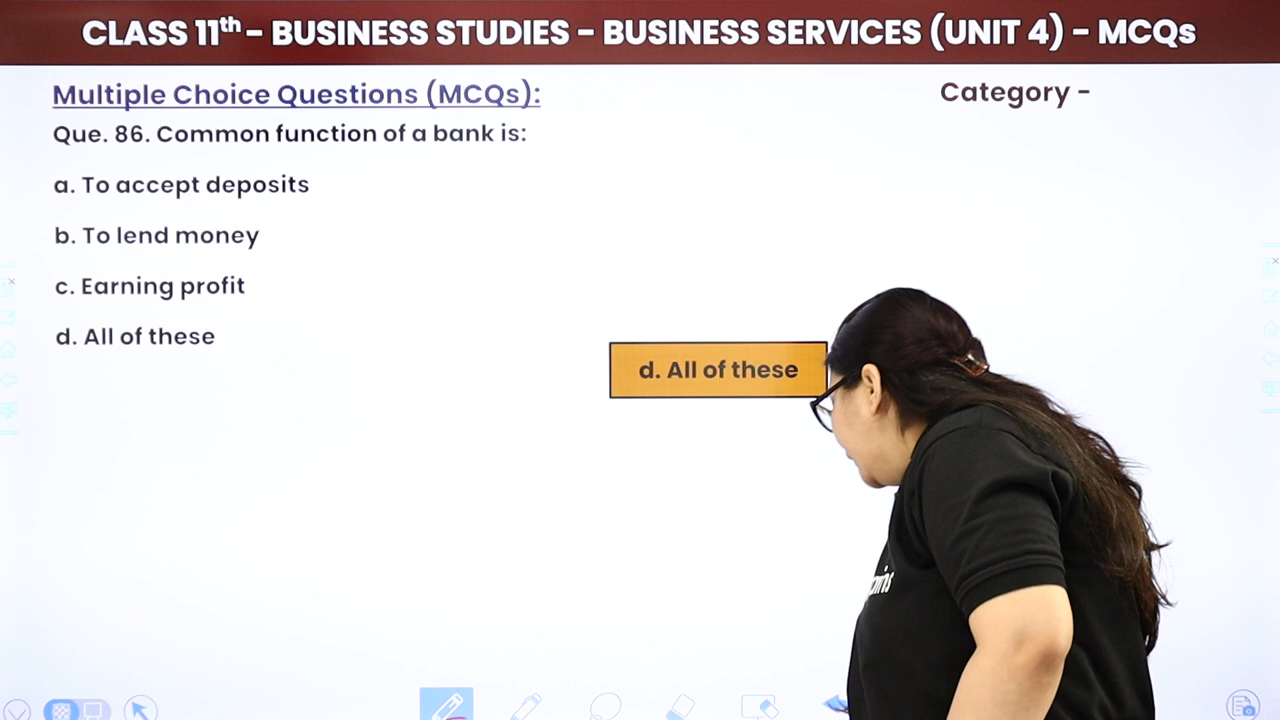 CLASS 11th – BUSINESS STUDIES – BUSINESS SERVICES (UNIT 4) – MCQs
Multiple Choice Questions (MCQs):
Category -
Que. 86. Common function of a bank is:
a. To accept deposits
b. To lend money
c. Earning profit
d. All of these
d. All of these